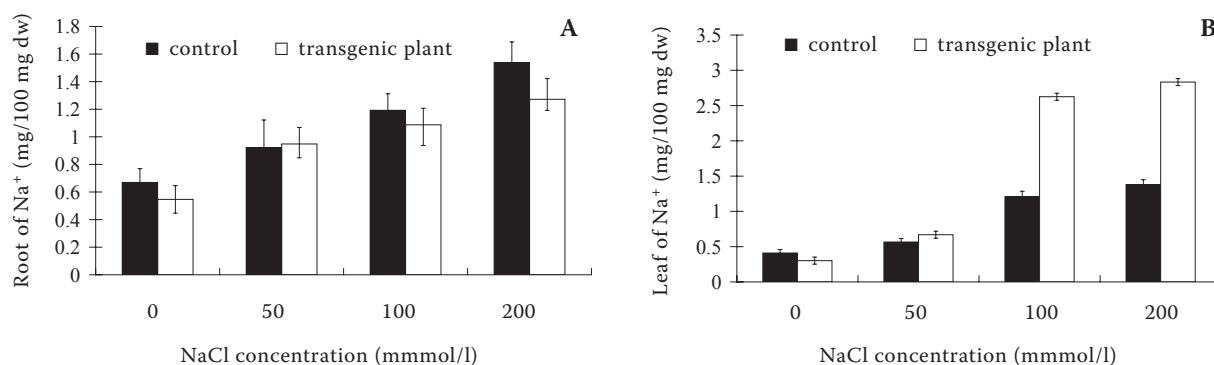 A
control transgenic plant
Root of Na⁺ (mg/100 mg dw)
1.8
1.6
1.4
1.2
1
0.8
0.6
0.4
0.2
0
0 50 100 200
NaCl concentration (mmmol/l)
B
control transgenic plant
Leaf of Na⁺ (mg/100 mg dw)
3.5
3
2.5
2
1.5
1
0.5
0
0 50 100 200
NaCl concentration (mmmol/l)